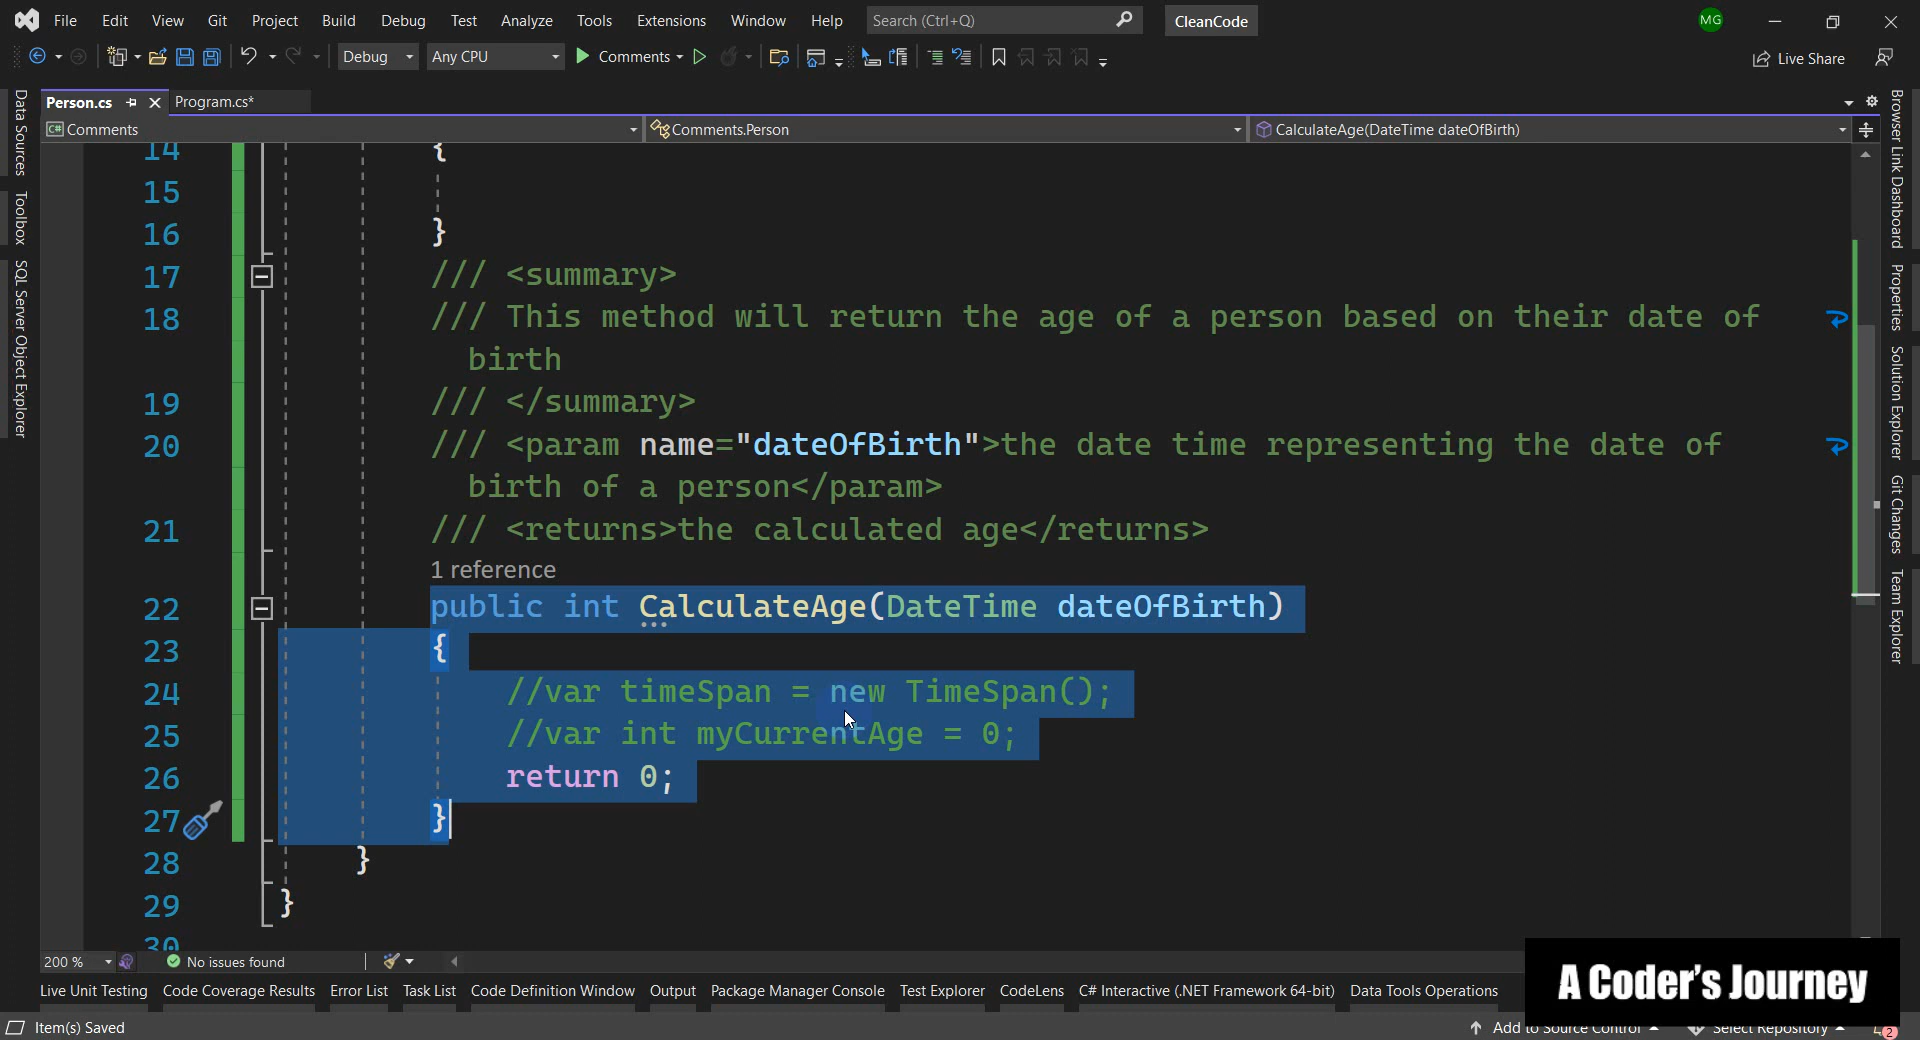 File Edit View Git Project Build Debug Test Analyze Tools Extensions Window Help Search (Ctrl+Q) CleanCode MG
Debug Any CPU Comments Live Share
Person.cs Program.cs*
C# Comments Comments.Person CalculateAge(DateTime dateOfBirth)
Data Sources
Toolbox
SQL Server Object Explorer
14 {
15
16 }
17 /// <summary>
18 /// This method will return the age of a person based on their date of
birth
19 /// </summary>
20 /// <param name="dateOfBirth">the date time representing the date of
birth of a person</param>
21 /// <returns>the calculated age</returns>
1 reference
22 public int CalculateAge(DateTime dateOfBirth)
23 {
24 //var timeSpan = new TimeSpan();
25 //var int myCurrentAge = 0;
26 return 0;
27 }
28 }
29 }
30
Browser Link Dashboard
Properties
Solution Explorer
Git Changes
Team Explorer
200 % No issues found
Live Unit Testing Code Coverage Results Error List Task List Code Definition Window Output Package Manager Console Test Explorer CodeLens C# Interactive (.NET Framework 64-bit) Data Tools Operations
A Coder's Journey
Item(s) Saved Add to Source Control Select Repository 2